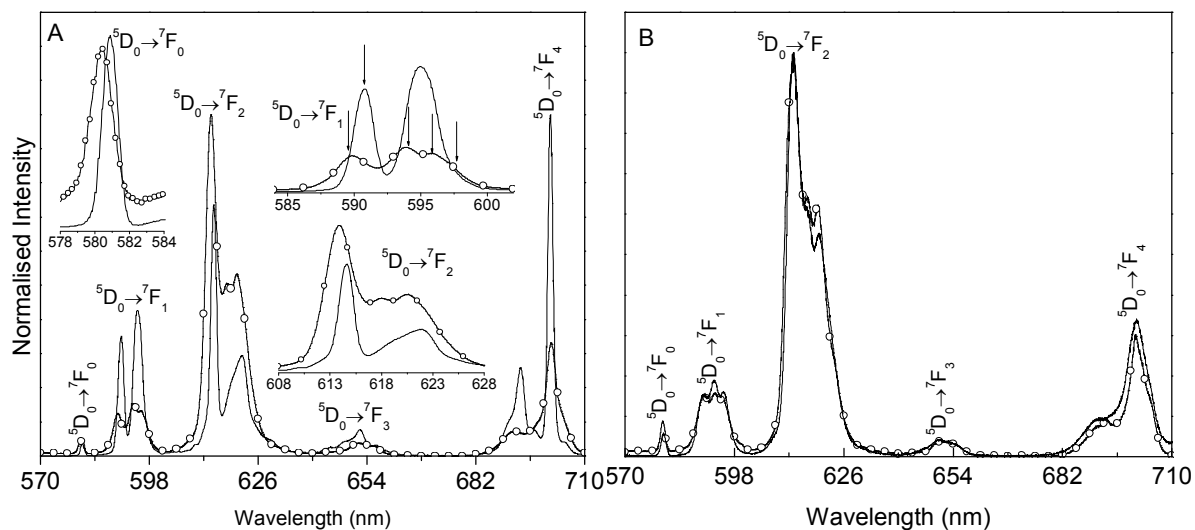 A
Normalised Intensity
⁵D₀→⁷F₀
578 580 582 584
⁵D₀→⁷F₂
⁵D₀→⁷F₁
585 590 595 600
⁵D₀→⁷F₂
608 613 618 623 628
⁵D₀→⁷F₀
⁵D₀→⁷F₁
⁵D₀→⁷F₃
⁵D₀→⁷F₄
570 598 626 654 682 710
Wavelength (nm)
B
⁵D₀→⁷F₂
⁵D₀→⁷F₀
⁵D₀→⁷F₁
⁵D₀→⁷F₃
⁵D₀→⁷F₄
570 598 626 654 682 710
Wavelength (nm)